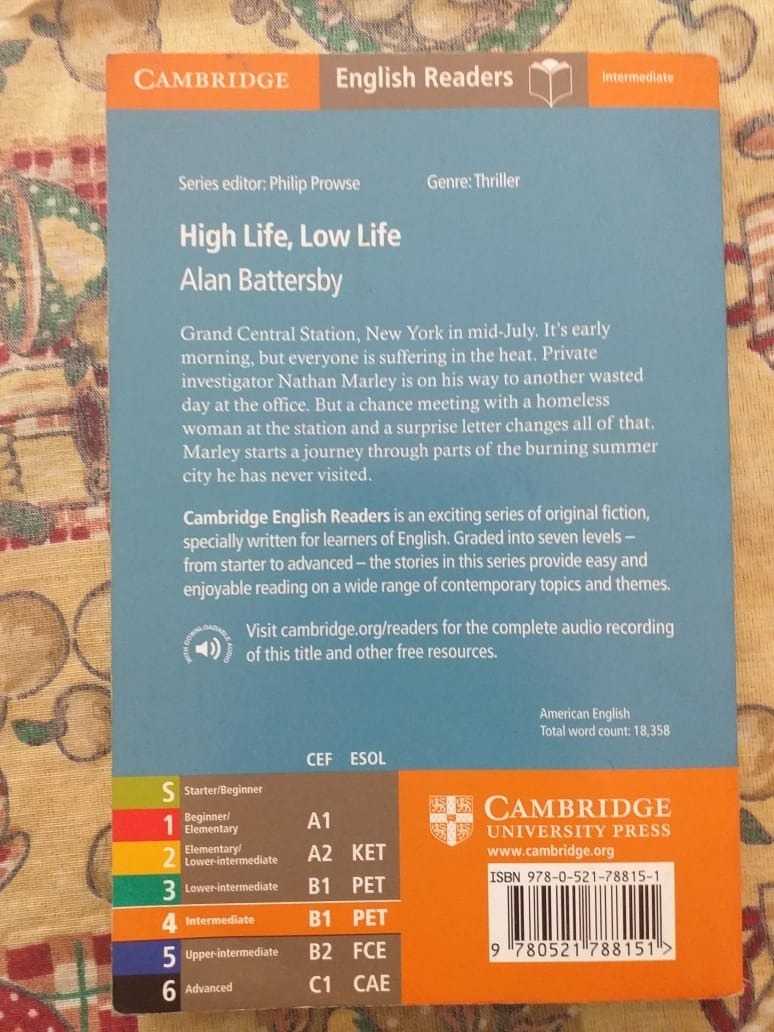 CAMBRIDGE English Readers Intermediate
Series editor: Philip Prowse Genre: Thriller
High Life, Low Life
Alan Battersby
Grand Central Station, New York in mid-July. It's early
morning, but everyone is suffering in the heat. Private
investigator Nathan Marley is on his way to another wasted
day at the office. But a chance meeting with a homeless
woman at the station and a surprise letter changes all of that.
Marley starts a journey through parts of the burning summer
city he has never visited.
Cambridge English Readers is an exciting series of original fiction,
specially written for learners of English. Graded into seven levels –
from starter to advanced – the stories in this series provide easy and
enjoyable reading on a wide range of contemporary topics and themes.
WITH DOWNLOADABLE AUDIO
Visit cambridge.org/readers for the complete audio recording
of this title and other free resources.
American English
Total word count: 18,358
CEF ESOL
S Starter/Beginner
1 Beginner/
Elementary A1
2 Elementary/
Lower-intermediate A2 KET
3 Lower-intermediate B1 PET
4 Intermediate B1 PET
5 Upper-intermediate B2 FCE
6 Advanced C1 CAE
CAMBRIDGE
UNIVERSITY PRESS
www.cambridge.org
ISBN 978-0-521-78815-1
9 780521 788151 >